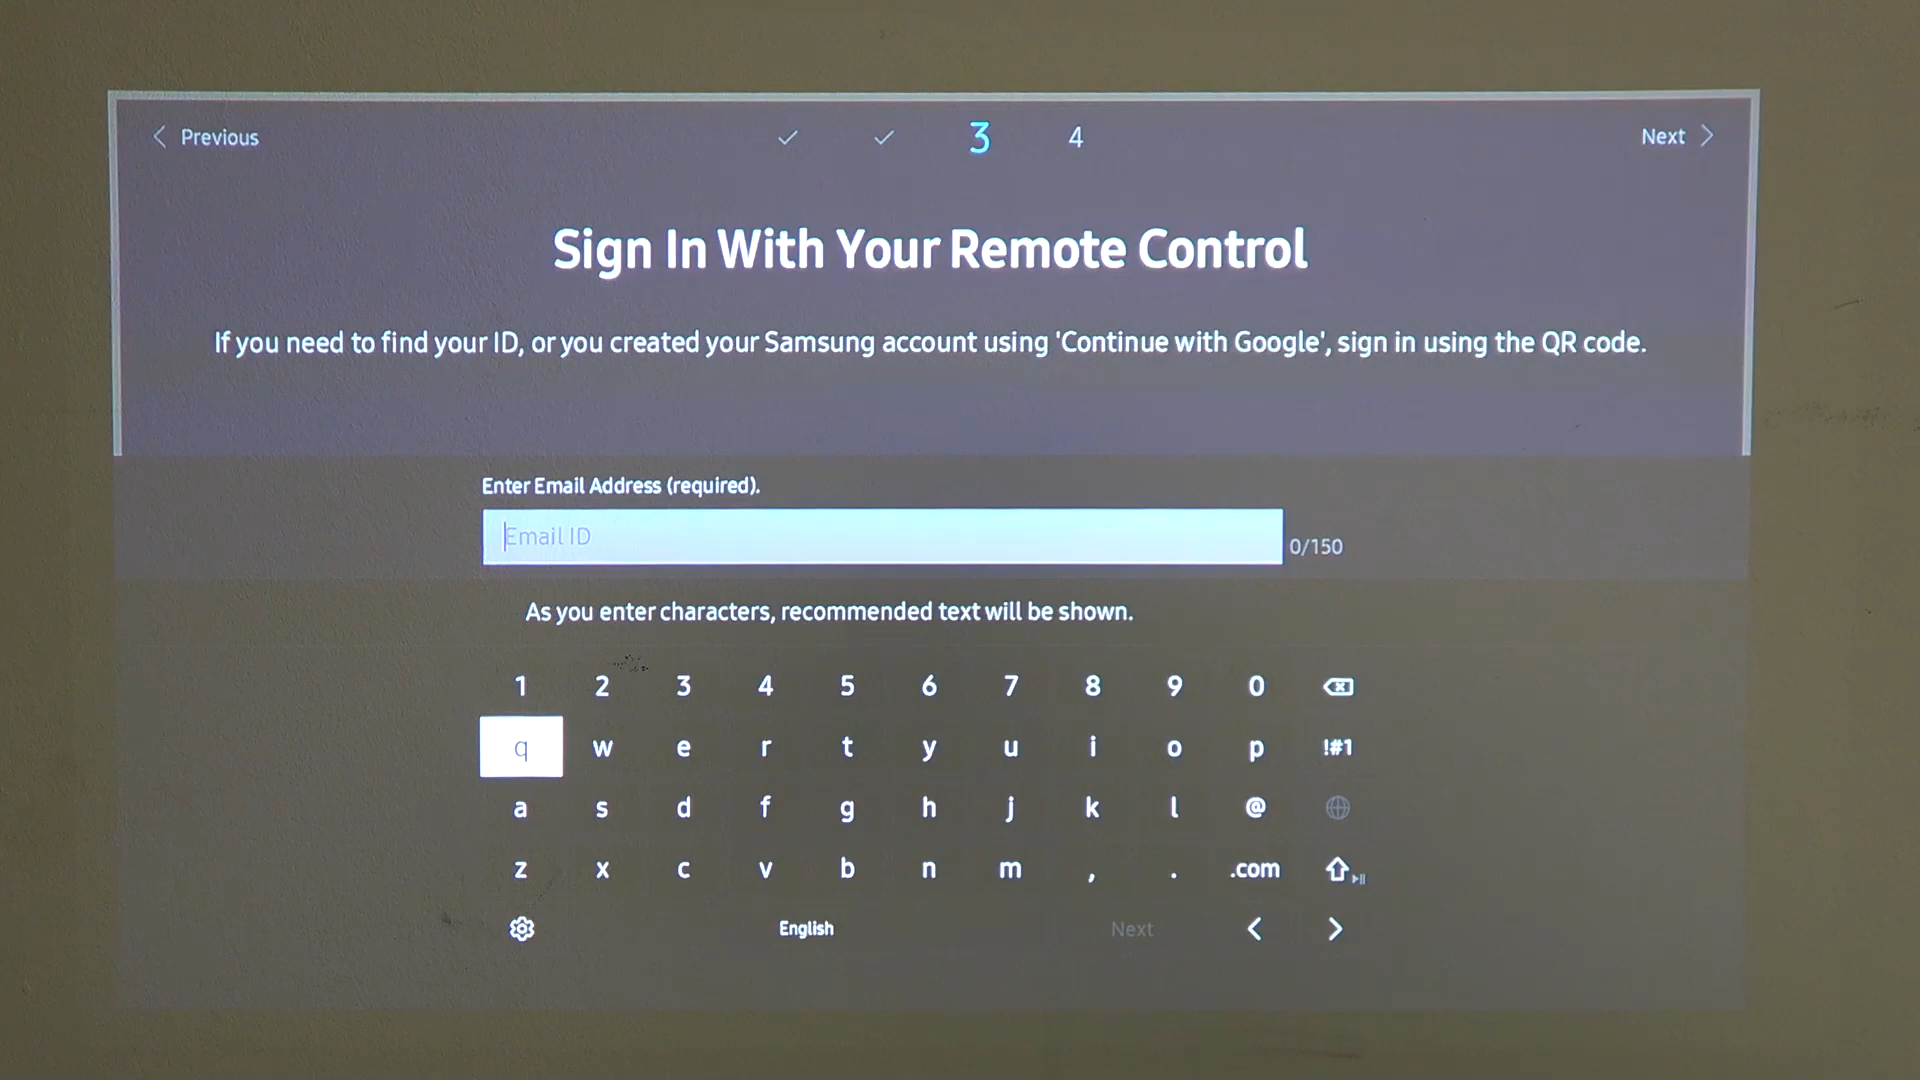 Previous 3 4 Next
Sign In With Your Remote Control
If you need to find your ID, or you created your Samsung account using 'Continue with Google', sign in using the QR code.
Enter Email Address (required).
Email ID 0/150
As you enter characters, recommended text will be shown.
1 2 3 4 5 6 7 8 9 0
q w e r t y u i o p !#1
a s d f g h j k l @
z x c v b n m , . .com
English Next